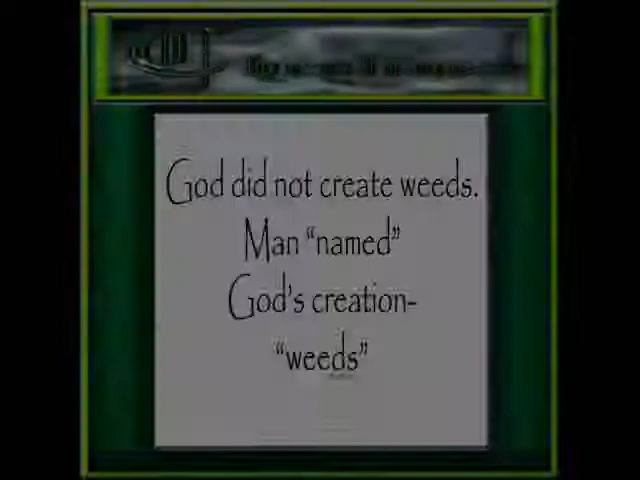 God did not create weeds.
Man “named”
God’s creation-
“weeds”